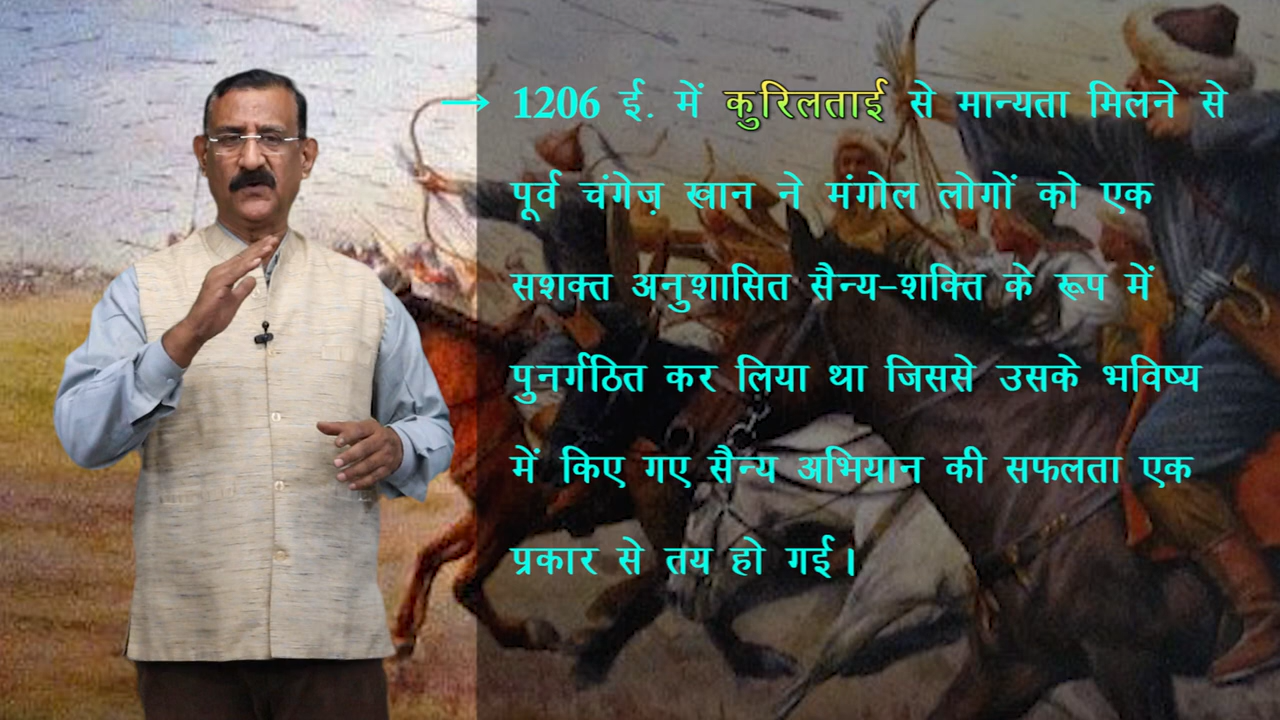 → 1206 ई. में कुरिलताई से मान्यता मिलने से
पूर्व चंगेज़ खान ने मंगोल लोगों को एक
सशक्त अनुशासित सैन्य-शक्ति के रूप में
पुनर्गठित कर लिया था जिससे उसके भविष्य
में किए गए सैन्य अभियान की सफलता एक
प्रकार से तय हो गई।